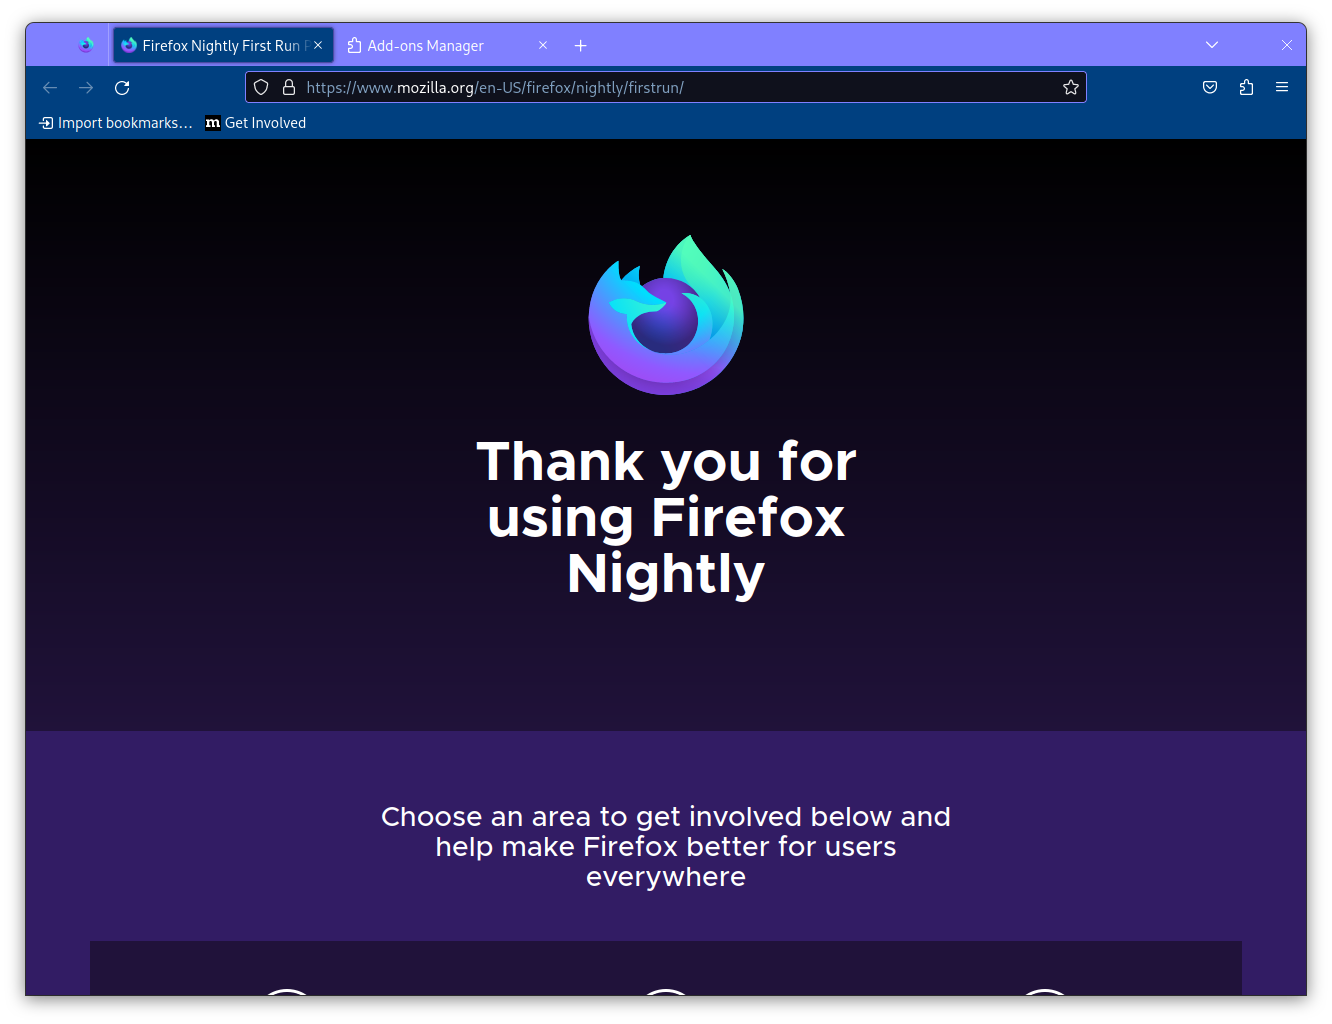 Firefox Nightly First Run
Add-ons Manager
https://www.mozilla.org/en-US/firefox/nightly/firstrun/
Import bookmarks...
m Get Involved
Thank you for
using Firefox
Nightly
Choose an area to get involved below and
help make Firefox better for users
everywhere